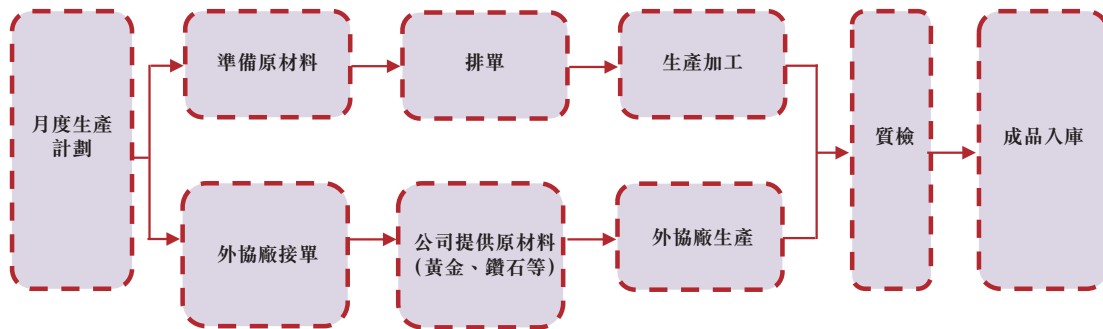 月度生產
計劃
準備原材料
排單
生產加工
外協廠接單
公司提供原材料
(黃金、鑽石等)
外協廠生產
質檢
成品入庫